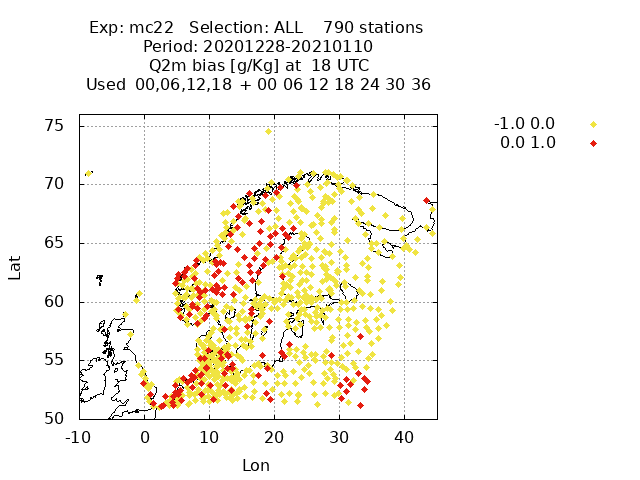 Exp: mc22 Selection: ALL 790 stations
Period: 20201228-20210110
Q2m bias [g/Kg] at 18 UTC
Used 00,06,12,18 + 00 06 12 18 24 30 36
-1.0 0.0
0.0 1.0
75
70
65
60
55
50
-10 0 10 20 30 40
Lat
Lon